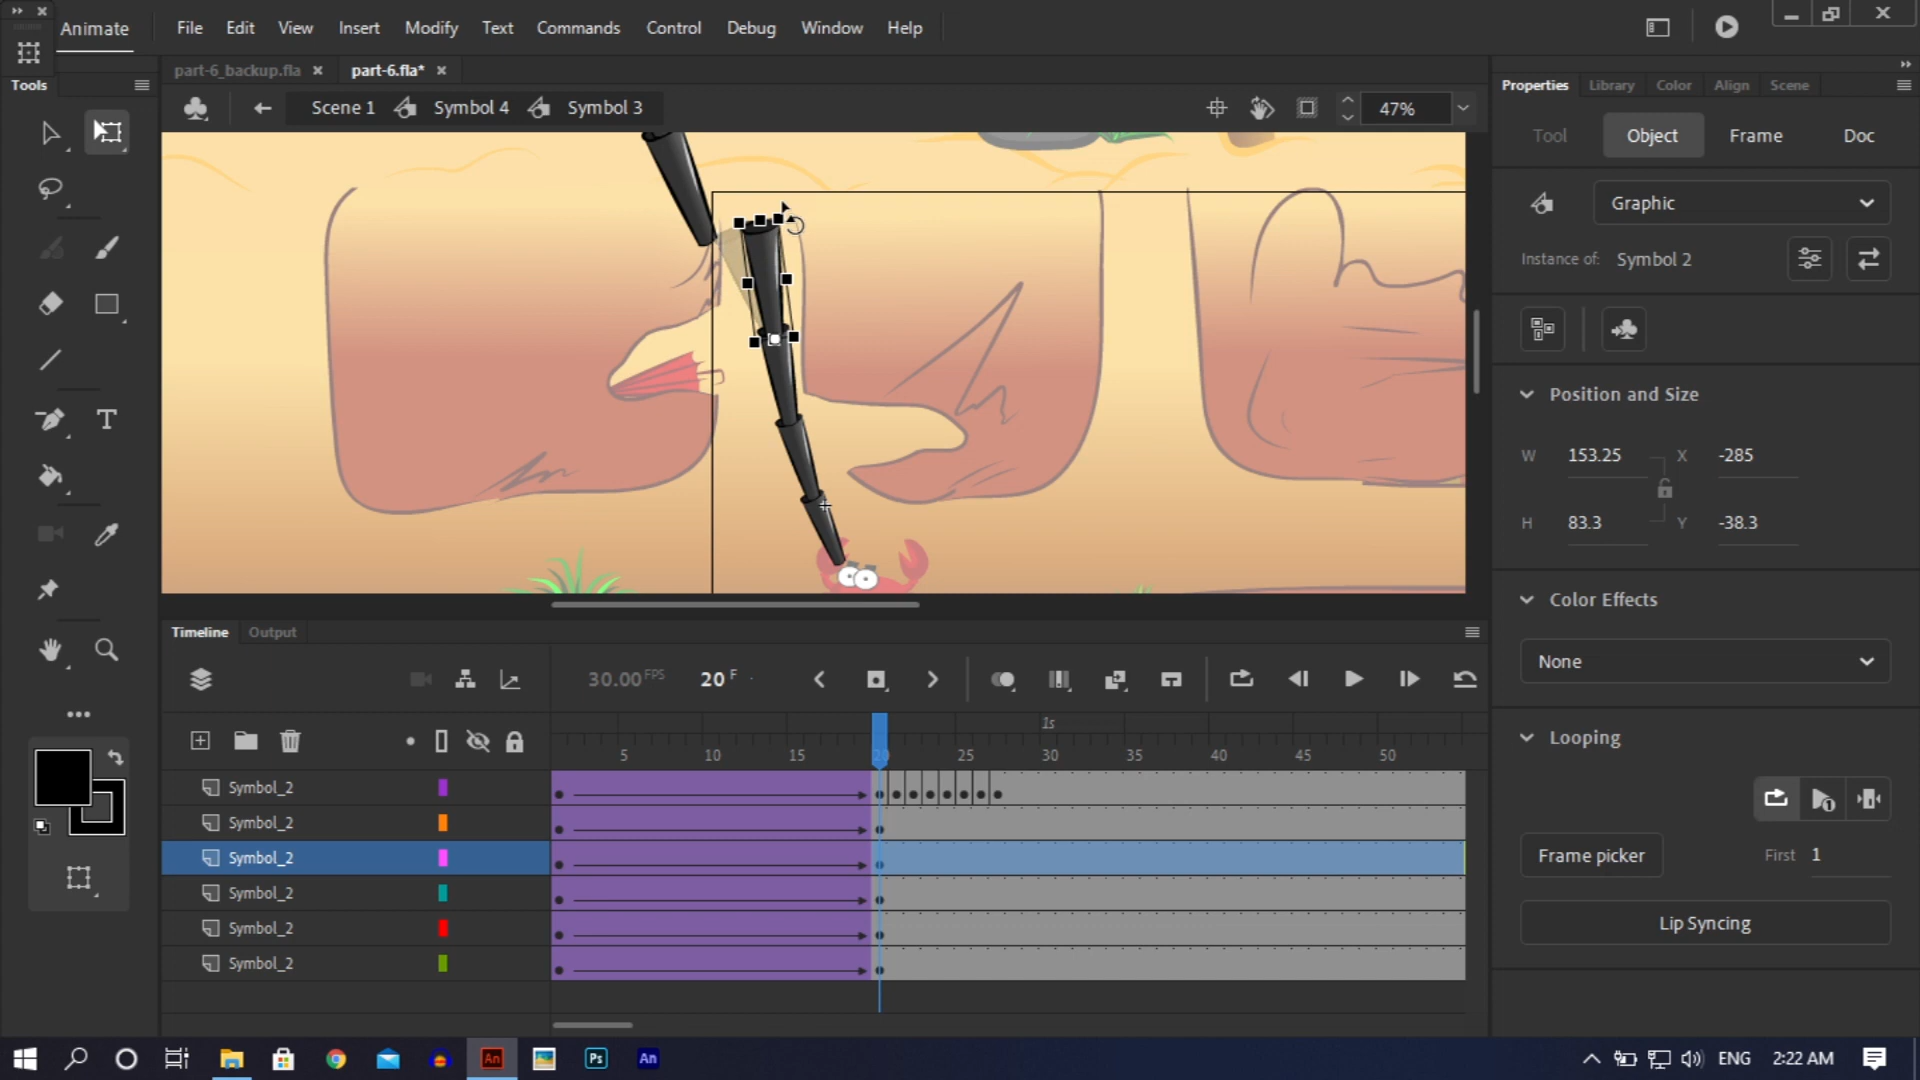 Animate File Edit View Insert Modify Text Commands Control Debug Window Help
Tools part-6_backup.fla part-6.fla* Properties Library Color Align Scene
Scene 1 Symbol 4 Symbol 3 47%
Tool Object Frame Doc
Graphic
Instance of: Symbol 2
Position and Size
W 153.25 X -285
H 83.3 Y -38.3
Color Effects
None
Looping
Frame picker First 1
Lip Syncing
Timeline Output
30.00 FPS 20 F
1s
5 10 15 20 25 30 35 40 45 50
Symbol_2
Symbol_2
Symbol_2
Symbol_2
Symbol_2
Symbol_2
An Ps An ENG 2:22 AM